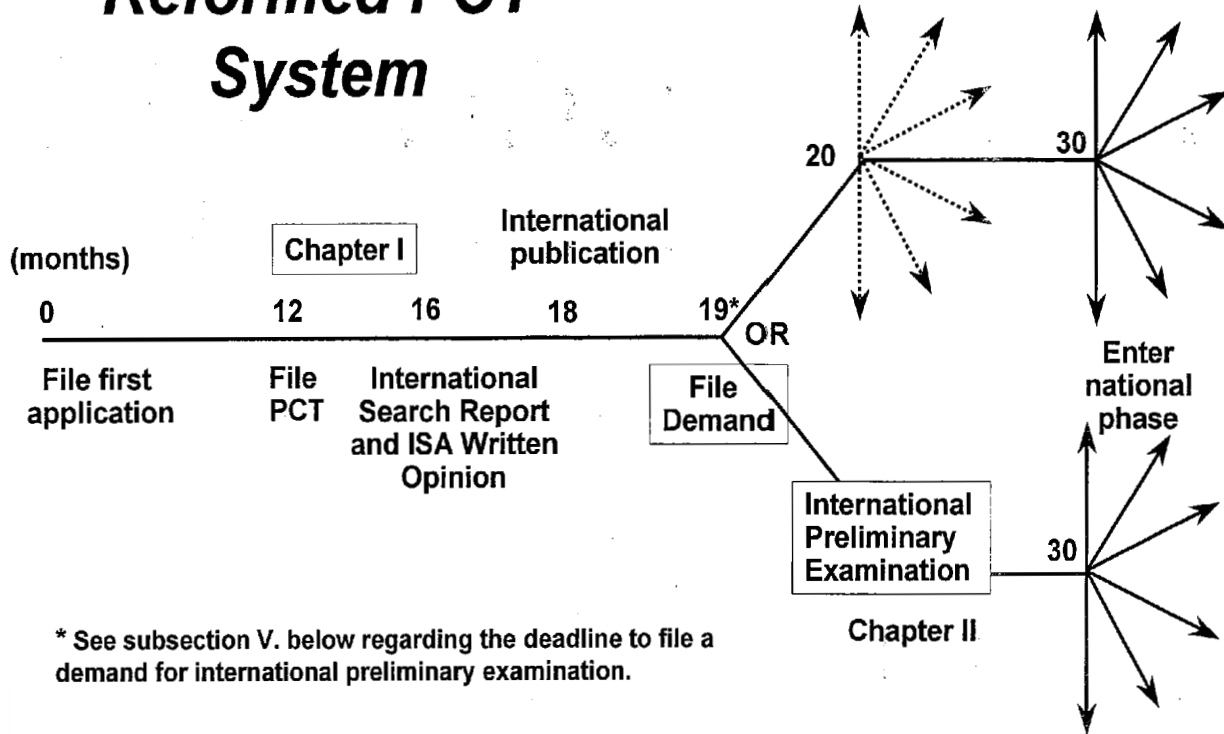 Reformed PCT
System
20
30
International
publication
Chapter I
(months)
0
12
16
18
19*
OR
File first
application
File
PCT
International
Search Report
and ISA Written
Opinion
File
Demand
Enter
national
phase
International
Preliminary
Examination
30
Chapter II
* See subsection V. below regarding the deadline to file a
demand for international preliminary examination.